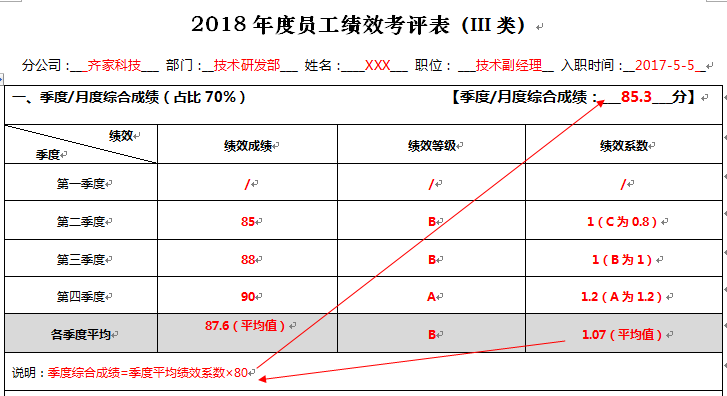 2018 年度员工绩效考评表（III 类）
分公司：___齐家科技___ 部门：__技术研发部___ 姓名：____XXX____ 职位： ___技术副经理__ 入职时间：__2017-5-5__
一、季度/月度综合成绩（占比 70%） 【季度/月度综合成绩：___85.3___分】
绩效
季度 绩效成绩 绩效等级 绩效系数
第一季度 / / /
第二季度 85 B 1（C 为 0.8）
第三季度 88 B 1（B 为 1）
第四季度 90 A 1.2（A 为 1.2）
各季度平均 87.6（平均值） B 1.07（平均值）
说明：季度综合成绩=季度平均绩效系数×80